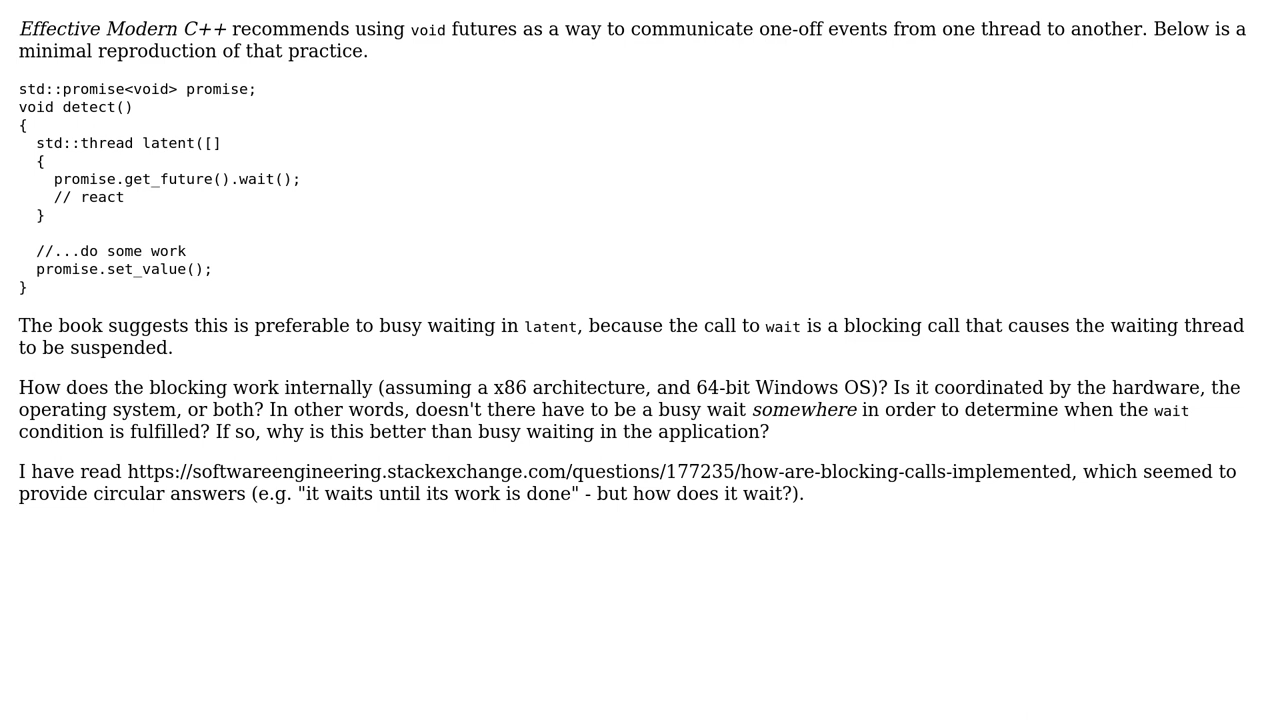 Effective Modern C++ recommends using void futures as a way to communicate one-off events from one thread to another. Below is a
minimal reproduction of that practice.
std::promise<void> promise;
void detect()
{
  std::thread latent([]
  {
    promise.get_future().wait();
    // react
  }

  //...do some work
  promise.set_value();
}
The book suggests this is preferable to busy waiting in latent, because the call to wait is a blocking call that causes the waiting thread
to be suspended.
How does the blocking work internally (assuming a x86 architecture, and 64-bit Windows OS)? Is it coordinated by the hardware, the
operating system, or both? In other words, doesn't there have to be a busy wait somewhere in order to determine when the wait
condition is fulfilled? If so, why is this better than busy waiting in the application?
I have read https://softwareengineering.stackexchange.com/questions/177235/how-are-blocking-calls-implemented, which seemed to
provide circular answers (e.g. "it waits until its work is done" - but how does it wait?).